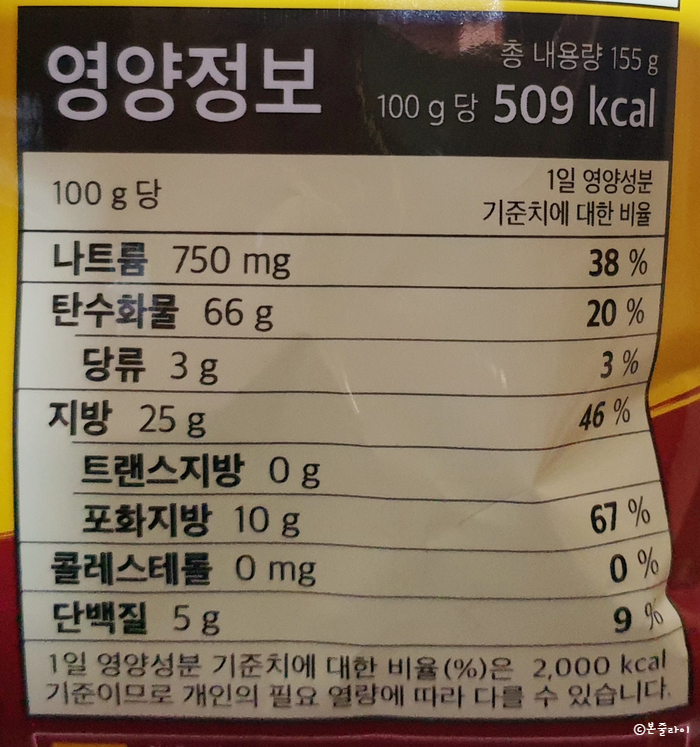 영양정보
총 내용량 155 g
100 g 당 509 kcal
100 g 당
1일 영양성분
기준치에 대한 비율
나트륨 750 mg 38 %
탄수화물 66 g 20 %
당류 3 g 3 %
지방 25 g 46 %
트랜스지방 0 g
포화지방 10 g 67 %
콜레스테롤 0 mg 0 %
단백질 5 g 9 %
1일 영양성분 기준치에 대한 비율(%)은 2,000 kcal
기준이므로 개인의 필요 열량에 따라 다를 수 있습니다.
©본줄라이